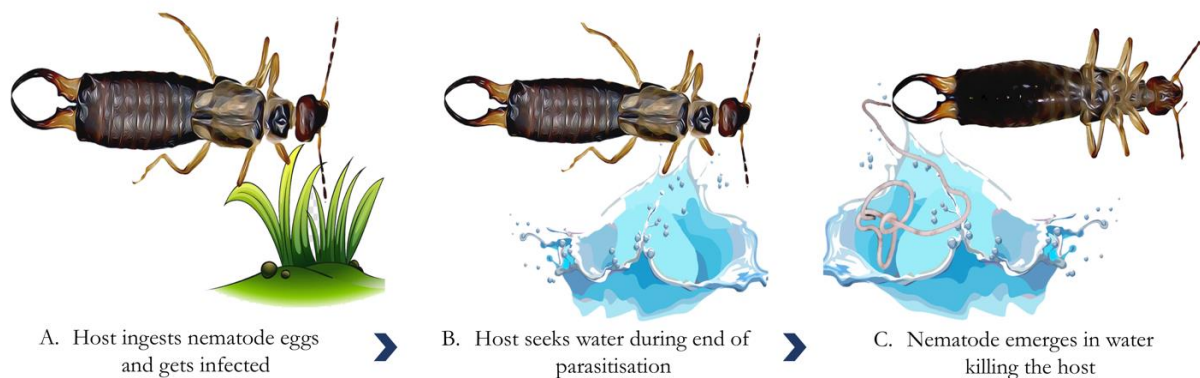 A. Host ingests nematode eggs
and gets infected
B. Host seeks water during end of
parasitisation
C. Nematode emerges in water
killing the host